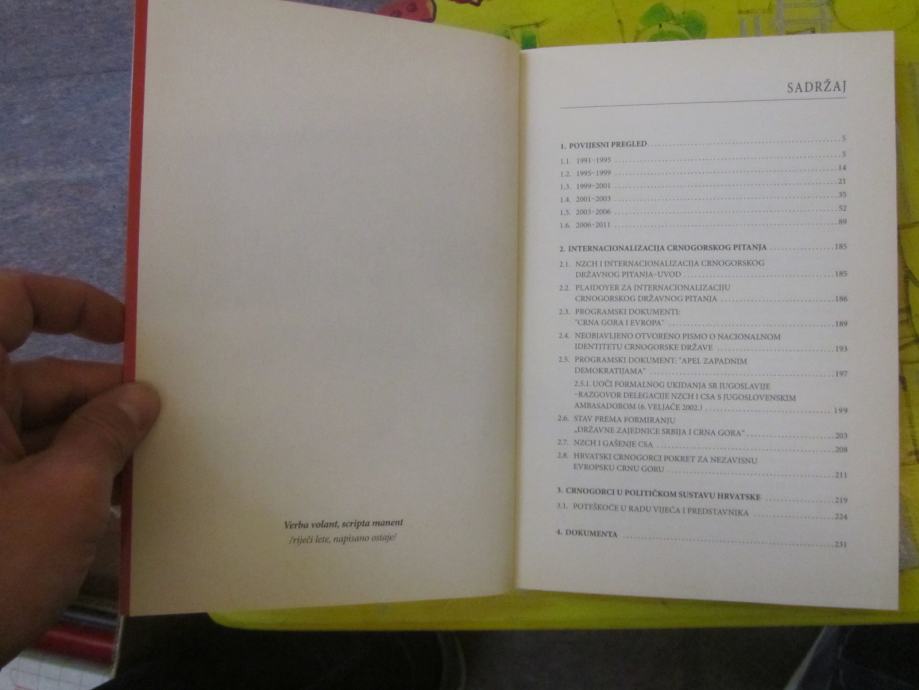 Verba volant, scripta manent
/riječi lete, napisano ostaje/
SADRŽAJ
1. POVIJESNI PREGLED 5
1.1. 1991–1995 5
1.2. 1995–1999 14
1.3. 1999–2001 21
1.4. 2001–2003 35
1.5. 2003–2006 52
1.6. 2006–2011 89
2. INTERNACIONALIZACIJA CRNOGORSKOG PITANJA 185
2.1. NZCH I INTERNACIONALIZACIJA CRNOGORSKOG
DRŽAVNOG PITANJA–UVOD 185
2.2. PLAIDOYER ZA INTERNACIONALIZACIJU
CRNOGORSKOG DRŽAVNOG PITANJA 186
2.3. PROGRAMSKI DOKUMENTI:
"CRNA GORA I EVROPA" 189
2.4. NEOBJAVLJENO OTVORENO PISMO O NACIONALNOM
IDENTITETU CRNOGORSKE DRŽAVE 193
2.5. PROGRAMSKI DOKUMENT: "APEL ZAPADNIM
DEMOKRATIJAMA" 197
2.5.1. UOČI FORMALNOG UKIDANJA SR JUGOSLAVIJE
–RAZGOVOR DELEGACIJE NZCH I CSA S JUGOSLOVENSKIM
AMBASADOROM (6. VELJAČE 2002.) 199
2.6. STAV PREMA FORMIRANJU
„DRŽAVNE ZAJEDNICE SRBIJA I CRNA GORA" 203
2.7. NZCH I GAŠENJE CSA 208
2.8. HRVATSKI CRNOGORCI POKRET ZA NEZAVISNU
EVROPSKU CRNU GORU 211
3. CRNOGORCI U POLITIČKOM SUSTAVU HRVATSKE 219
3.1. POTEŠKOĆE U RADU VIJEĆA I PREDSTAVNIKA 224
4. DOKUMENTA 231